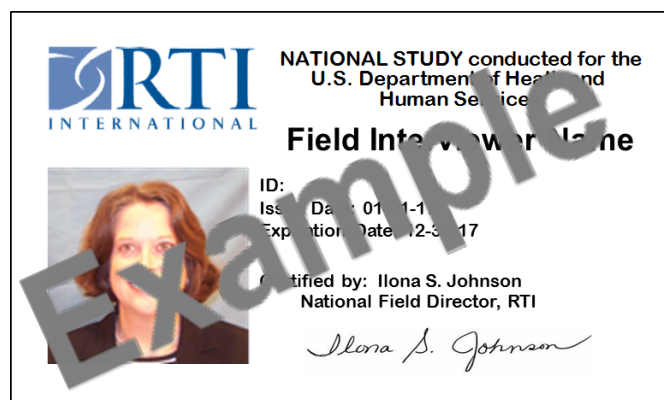 RTI
INTERNATIONAL
NATIONAL STUDY conducted for the
U.S. Department of Health and
Human Service
Field Interviewer Name
ID:
Issue Date:
Expiration Date:
Certified by: Ilona S. Johnson
National Field Director, RTI
Ilona S. Johnson
Example